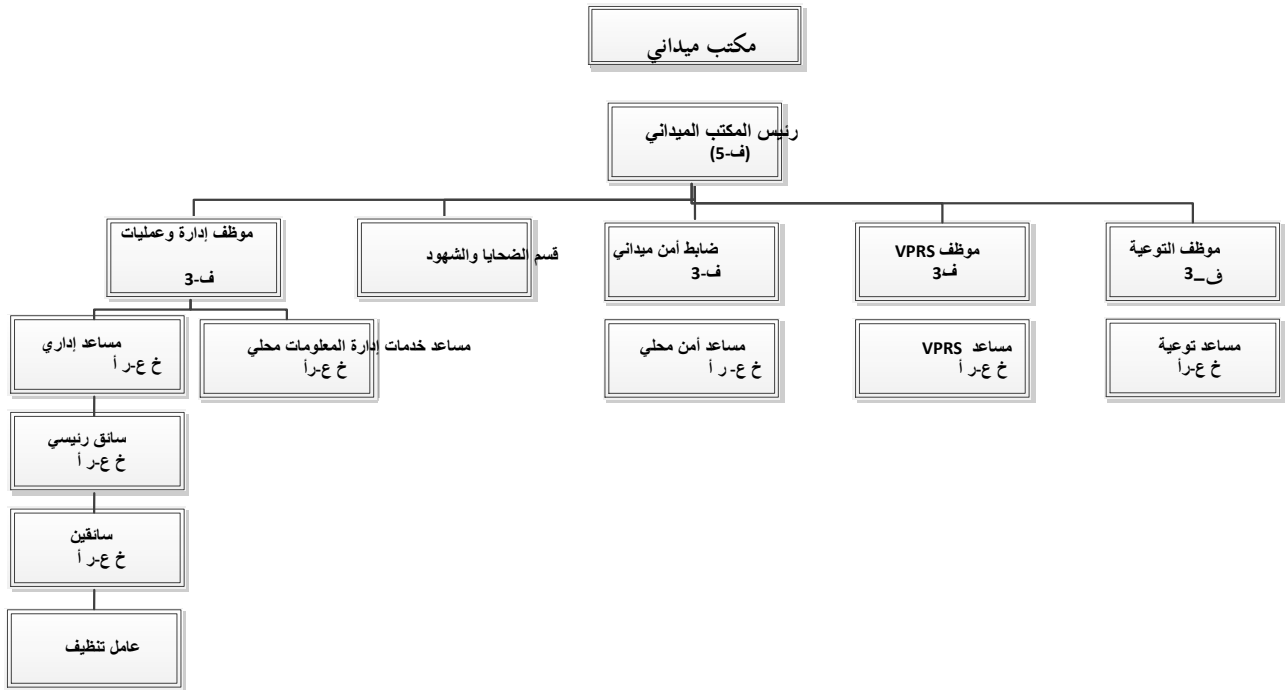 مكتب ميداني
رئيس المكتب الميداني
(ف-5)
موظف التوعية
ف_3
موظف VPRS
ف3
ضابط أمن ميداني
ف-3
قسم الضحايا والشهود
موظف إدارة وعمليات
ف-3
مساعد توعية
خ ع-رأ
مساعد VPRS
خ ع-ر أ
مساعد أمن محلي
خ ع- ر أ
مساعد خدمات إدارة المعلومات محلي
خ ع-رأ
مساعد إداري
خ ع-ر أ
سائق رئيسي
خ ع-ر أ
سائقين
خ ع-ر أ
عامل تنظيف